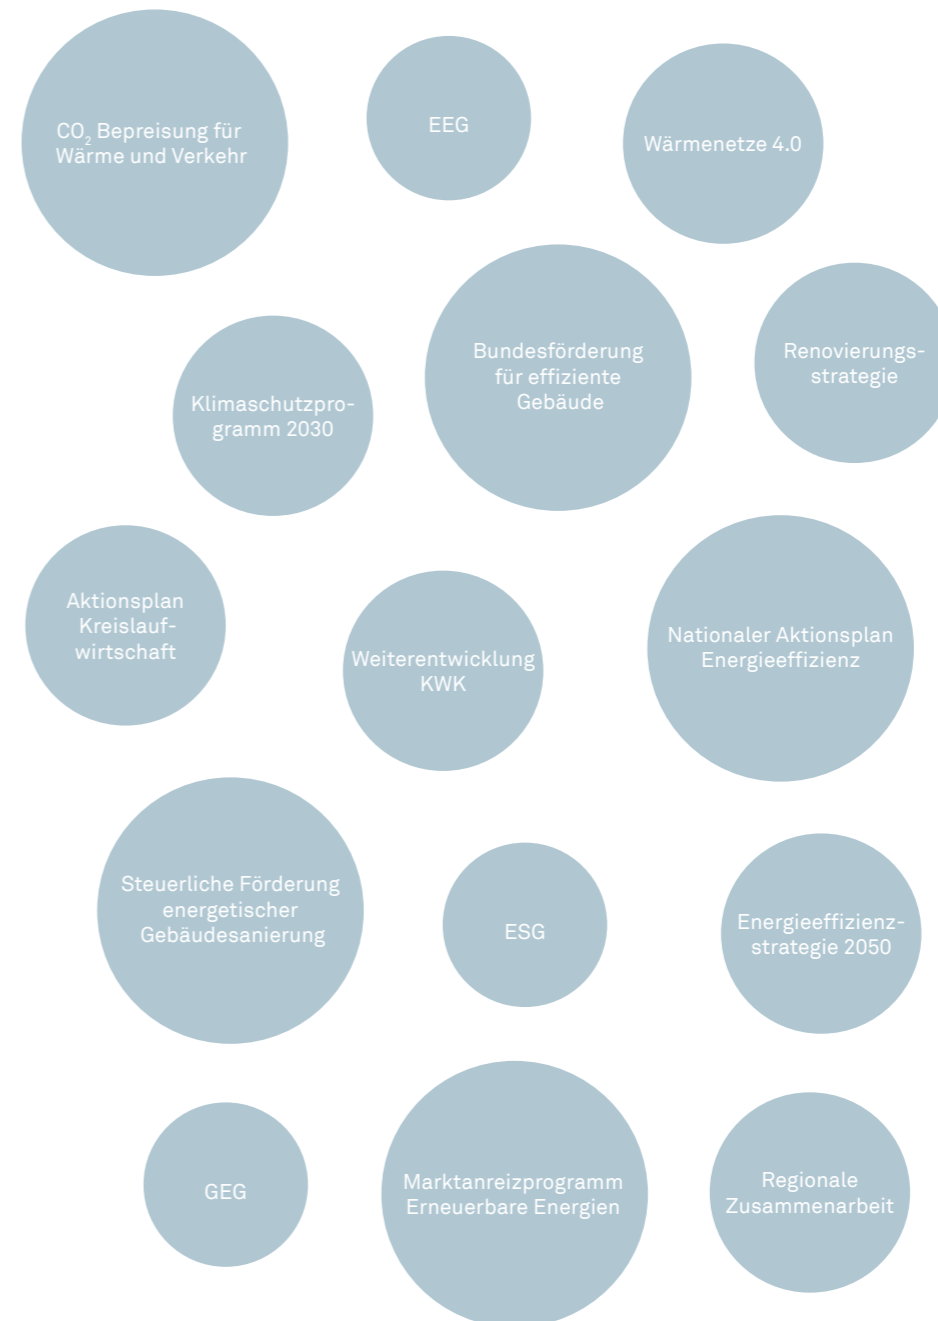 CO₂ Bepreisung für
Wärme und Verkehr
EEG
Wärmenetze 4.0
Bundesförderung
für effiziente
Gebäude
Renovierungs-
strategie
Klimaschutzpro-
gramm 2030
Aktionsplan
Kreislauf-
wirtschaft
Weiterentwicklung
KWK
Nationaler Aktionsplan
Energieeffizienz
Steuerliche Förderung
energetischer
Gebäudesanierung
ESG
Energieeffizienz-
strategie 2050
GEG
Marktanreizprogramm
Erneuerbare Energien
Regionale
Zusammenarbeit